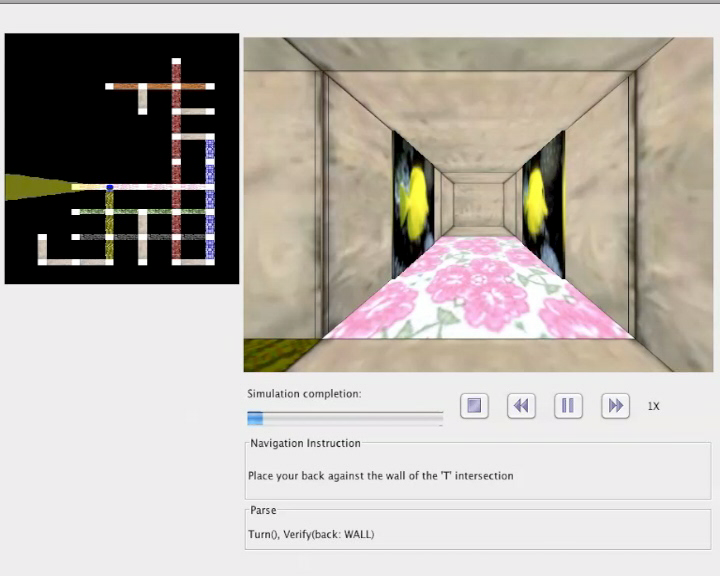 Simulation completion:
1X
Navigation Instruction
Place your back against the wall of the 'T' intersection
Parse
Turn(), Verify(back: WALL)